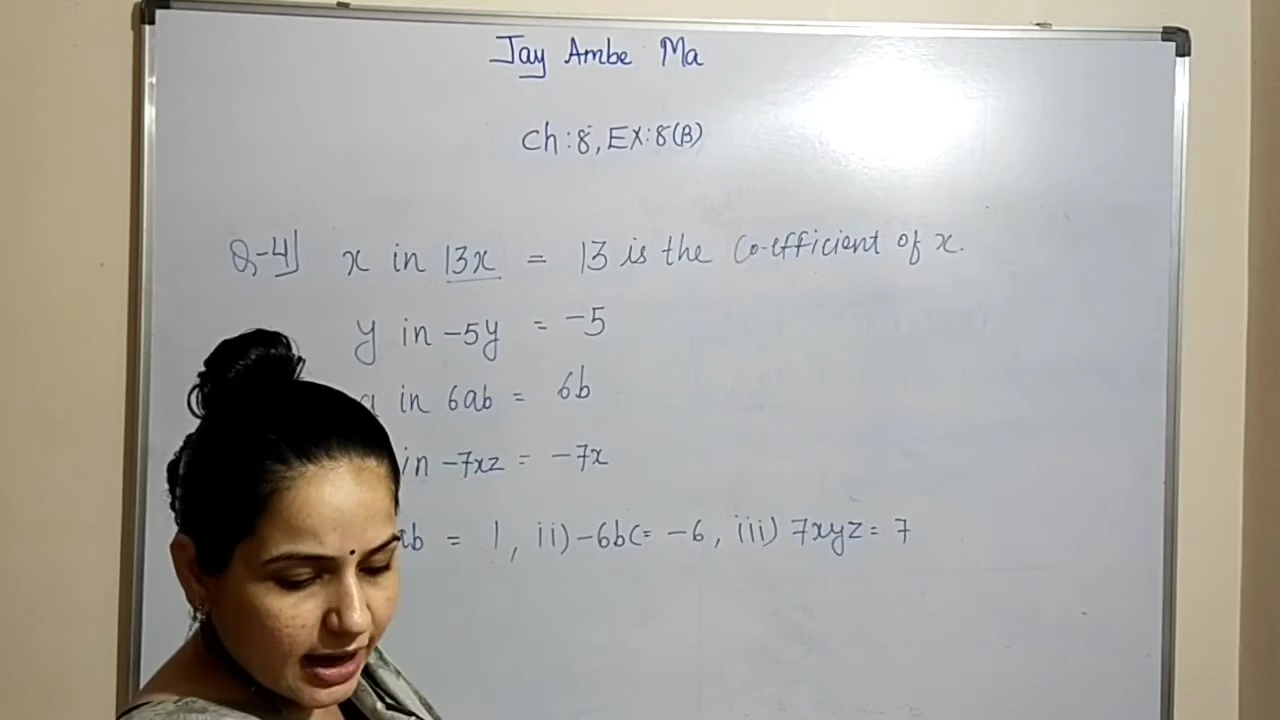 Jay Ambe Ma
Ch:8, EX:8(B)
Q-4) x in 13x = 13 is the Co-efficient of x.
y in -5y = -5
a in 6ab = 6b
in -7xz = -7x
ab = 1, ii) -6bc = -6, iii) 7xyz = 7